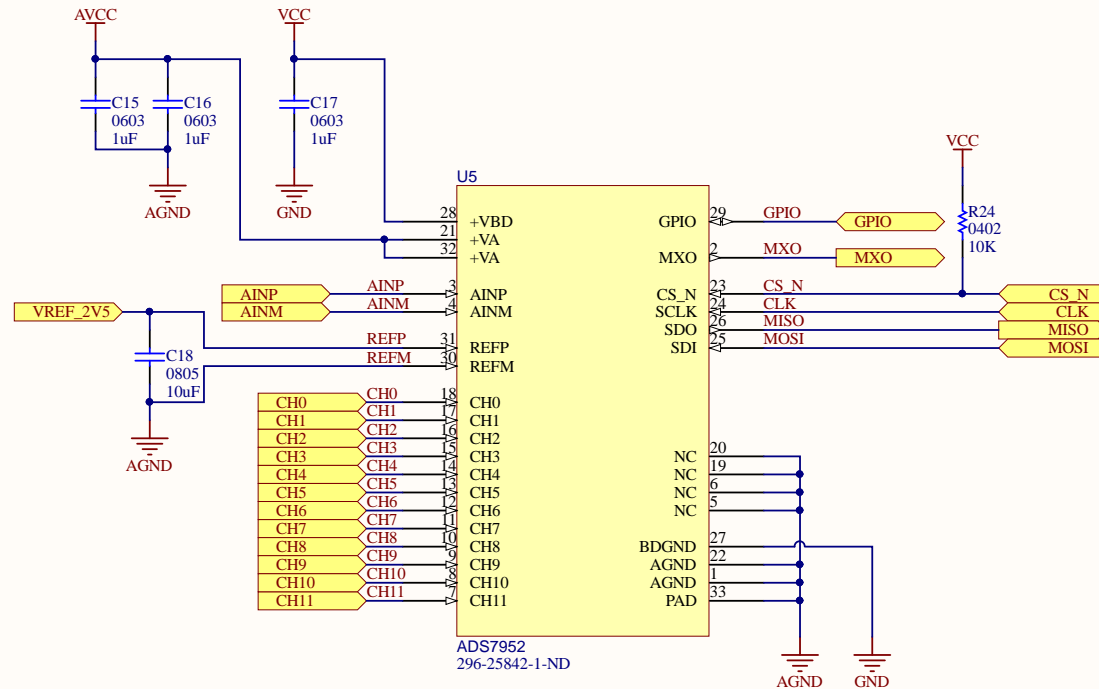 AVCC
VCC
C15
0603
1uF
C16
0603
1uF
C17
0603
1uF
AGND
GND
VCC
R24
0402
10K
U5
28 +VBD
21 +VA
32 +VA
AINP AINP 3 AINP
AINM AINM 4 AINM
VREF_2V5
REFP 31 REFP
REFM 30 REFM
C18
0805
10uF
AGND
CH0 CH0 18 CH0
CH1 CH1 17 CH1
CH2 CH2 16 CH2
CH3 CH3 15 CH3
CH4 CH4 14 CH4
CH5 CH5 13 CH5
CH6 CH6 12 CH6
CH7 CH7 11 CH7
CH8 CH8 10 CH8
CH9 CH9 9 CH9
CH10 CH10 8 CH10
CH11 CH11 7 CH11
GPIO 29 GPIO GPIO
MXO 2 MXO MXO
CS_N 23 CS_N CS_N
SCLK 24 CLK CLK
SDO 26 MISO MISO
SDI 25 MOSI MOSI
NC 20
NC 19
NC 6
NC 5
BDGND 27
AGND 22
AGND 1
PAD 33
ADS7952
296-25842-1-ND
AGND
GND